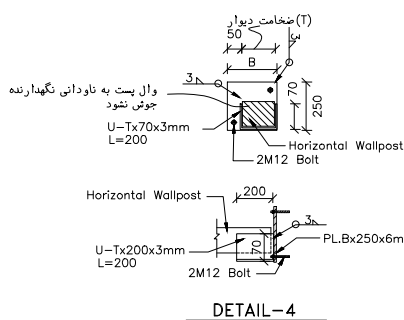 ضخامت دیوار(T)
50
B
3
3
70
250
وال پست به ناودانی نگهدارنده
جوش نشود
U-Tx70x3mm
L=200
Horizontal Wallpost
2M12 Bolt
200
Horizontal Wallpost
3
70
U-Tx200x3mm
L=200
PL.Bx250x6m
2M12 Bolt
DETAIL-4